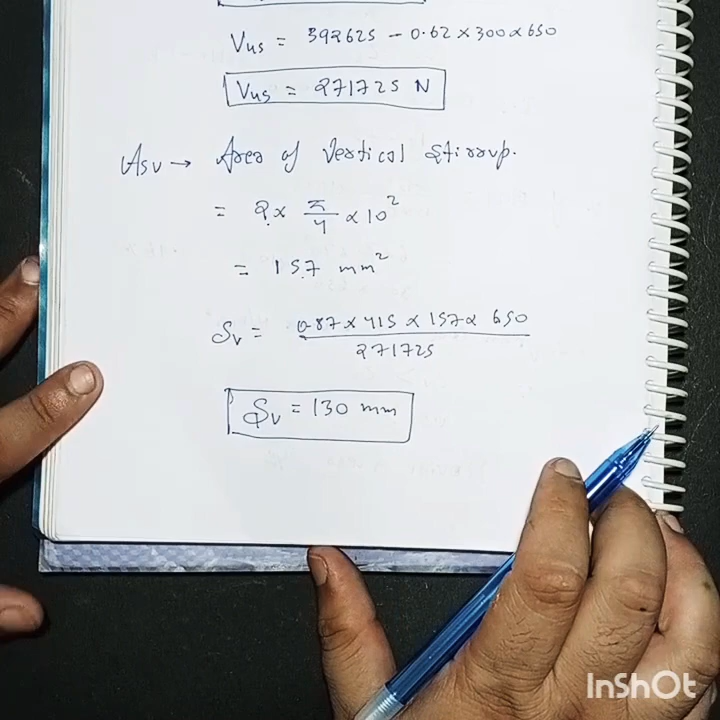 Vus = 392625 - 0.62 × 300 × 650
Vus = 271725 N
Asv → Area of Vertical Stirrup.
= 2 × π/4 × 10²
= 157 mm²
Sv = 0.87 × 415 × 157 × 650 / 271725
Sv = 130 mm
InShOt